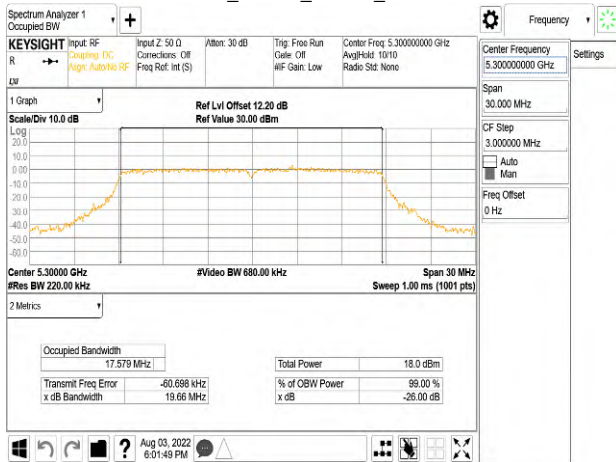 Spectrum Analyzer 1
Occupied BW
+
Frequency
KEYSIGHT
R
Input: RF
Coupling: DC
Align: Auto/No RF
Input Z: 50 Ω
Corrections: Off
Freq Ref: Int (S)
Atten: 30 dB
Trig: Free Run
Gate: Off
#IF Gain: Low
Center Freq: 5.300000000 GHz
Avg|Hold: 10/10
Radio Std: None
Center Frequency
5.300000000 GHz
Settings
Span
30.000 MHz
CF Step
3.000000 MHz
Auto
Man
Freq Offset
0 Hz
1 Graph
Scale/Div 10.0 dB
Ref Lvl Offset 12.20 dB
Ref Value 30.00 dBm
Log
20.0
10.0
0.00
-10.0
-20.0
-30.0
-40.0
-50.0
-60.0
Center 5.30000 GHz
#Video BW 680.00 kHz
Span 30 MHz
#Res BW 220.00 kHz
Sweep 1.00 ms (1001 pts)
2 Metrics
Occupied Bandwidth
17.579 MHz
Total Power
18.0 dBm
Transmit Freq Error
-60.698 kHz
% of OBW Power
99.00 %
x dB Bandwidth
19.66 MHz
x dB
-26.00 dB
?
Aug 03, 2022
6:01:49 PM